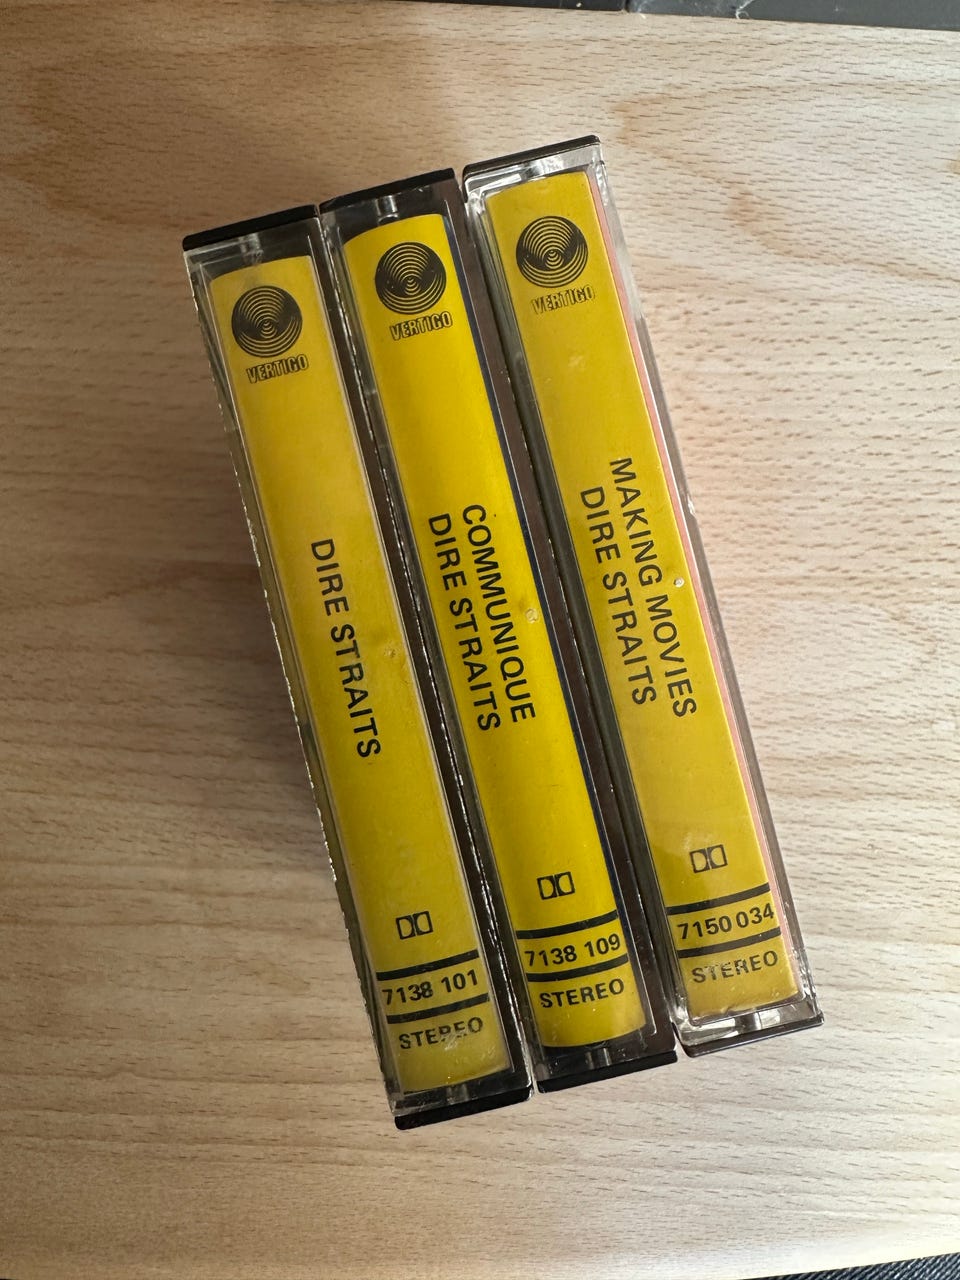 VERTIGO
DIRE STRAITS
7138 101
STEREO
VERTIGO
COMMUNIQUE
DIRE STRAITS
7138 109
STEREO
VERTIGO
MAKING MOVIES
DIRE STRAITS
7150 034
STEREO